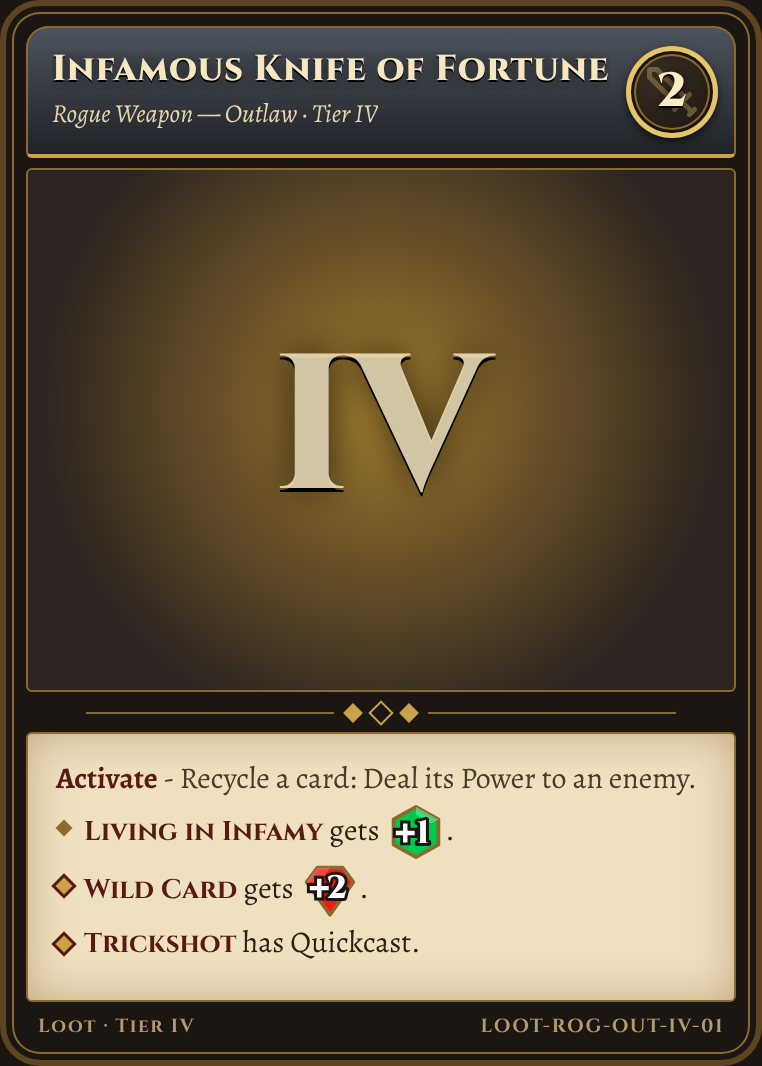 Infamous Knife of Fortune
2
Rogue Weapon — Outlaw · Tier IV
IV
Activate - Recycle a card: Deal its Power to an enemy.
Living in Infamy gets +1 .
Wild Card gets +2 .
Trickshot has Quickcast.
Loot · Tier IV
LOOT-ROG-OUT-IV-01